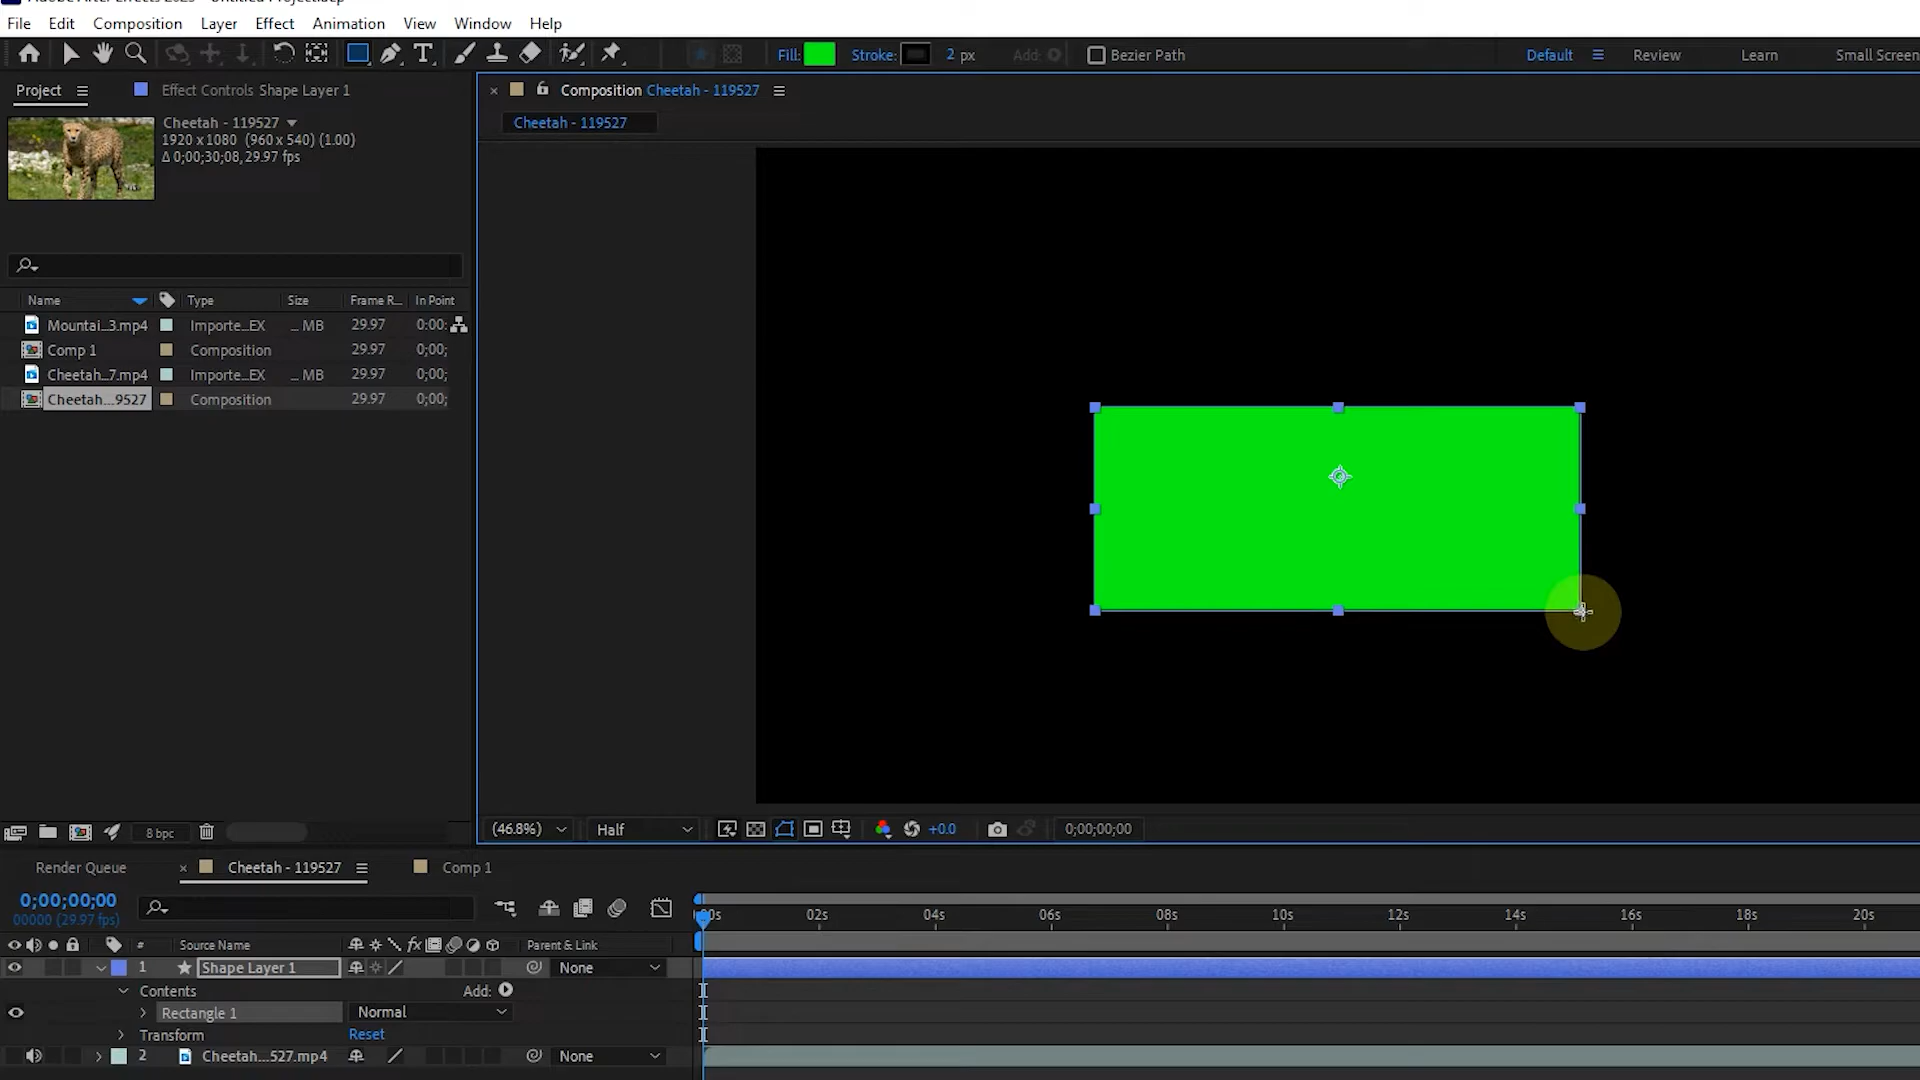 File Edit Composition Layer Effect Animation View Window Help
Fill: Stroke: 2 px Add: Bezier Path Default Review Learn Small Screen
Project Effect Controls Shape Layer 1
Composition Cheetah - 119527
Cheetah - 119527
Cheetah - 119527
1920 x 1080 (960 x 540) (1.00)
Δ 0;00;30;08, 29.97 fps
Name Type Size Frame R... In Point
Mountai...3.mp4 Importe...EX ... MB 29.97 0:00:
Comp 1 Composition 29.97 0;00;
Cheetah...7.mp4 Importe...EX ... MB 29.97 0;00;
Cheetah...9527 Composition 29.97 0;00;
8 bpc
(46.8%) Half +0.0 0;00;00;00
Render Queue Cheetah - 119527 Comp 1
0;00;00;00
00000 (29.97 fps)
:00s 02s 04s 06s 08s 10s 12s 14s 16s 18s 20s
# Source Name fx Parent & Link
1 Shape Layer 1 None
Contents Add:
Rectangle 1 Normal
Transform Reset
2 Cheetah...527.mp4 None